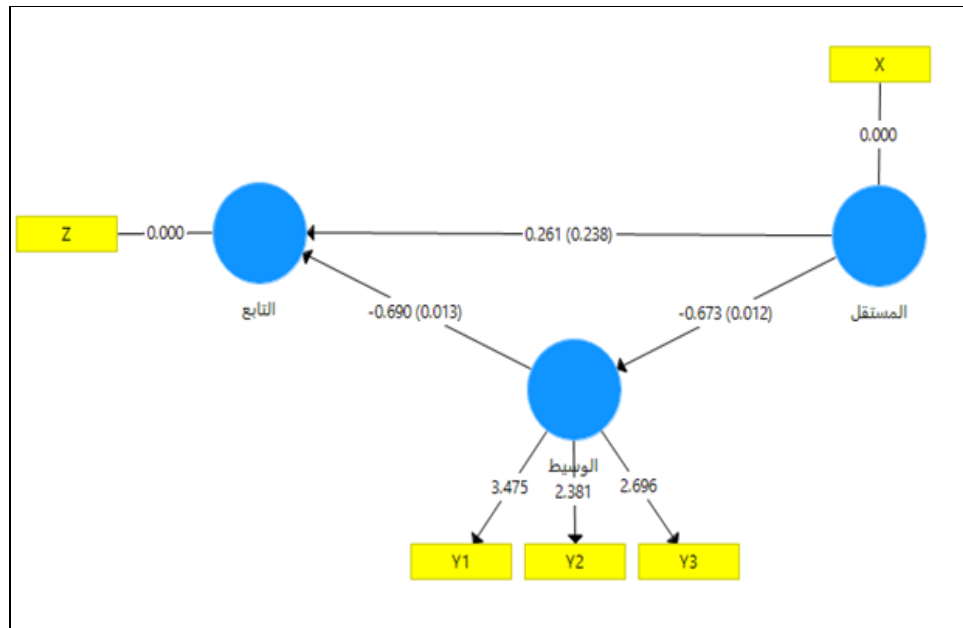 X
0.000
Z
0.000
0.261 (0.238)
التابع
المستقل
-0.690 (0.013)
-0.673 (0.012)
الوسيط
3.475
2.381
2.696
Y1
Y2
Y3